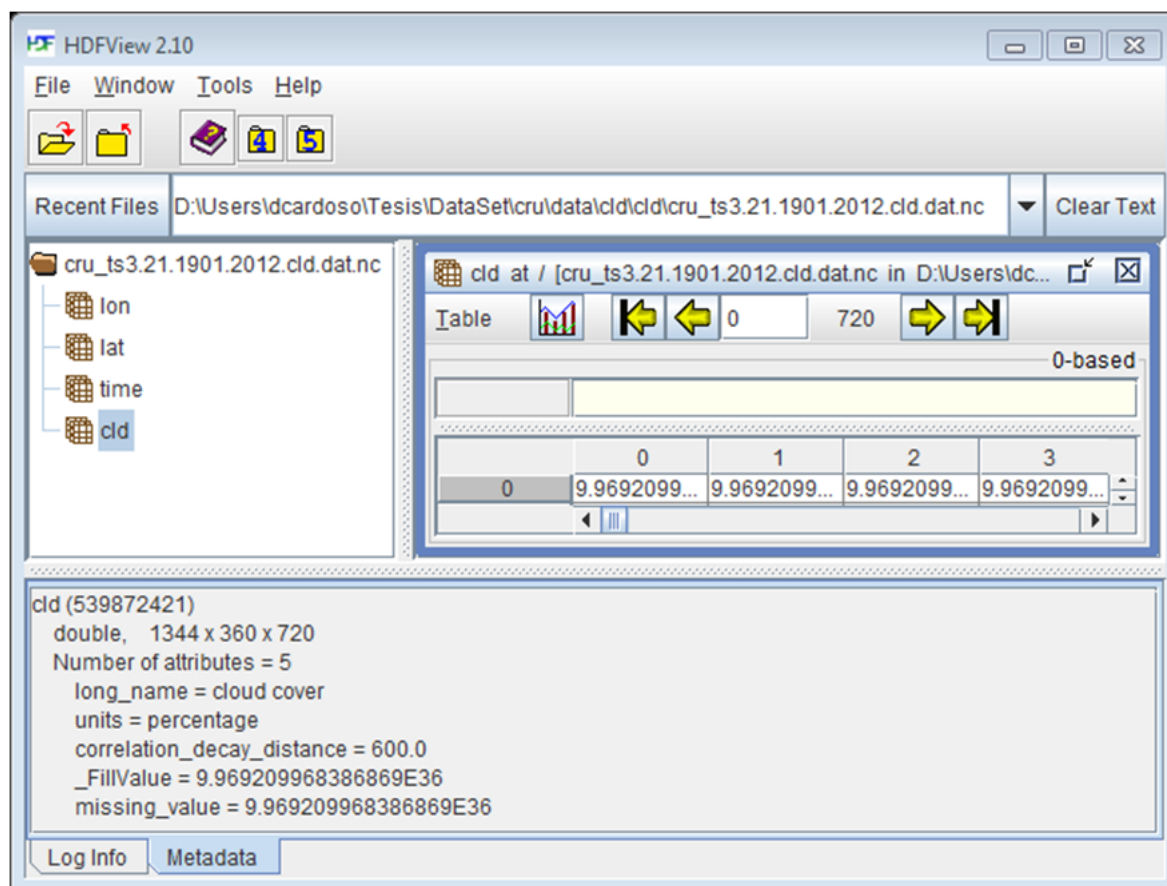 HDF HDFView 2.10
File Window Tools Help
? 4 5
Recent Files D:\Users\dcardoso\Tesis\DataSet\cru\data\cld\cld\cru_ts3.21.1901.2012.cld.dat.nc Clear Text
cru_ts3.21.1901.2012.cld.dat.nc
lon
lat
time
cld
cld at / [cru_ts3.21.1901.2012.cld.dat.nc in D:\Users\dc...
Table 0 720
0-based
0 1 2 3
0 9.9692099... 9.9692099... 9.9692099... 9.9692099...
cld (539872421)
double, 1344 x 360 x 720
Number of attributes = 5
long_name = cloud cover
units = percentage
correlation_decay_distance = 600.0
_FillValue = 9.969209968386869E36
missing_value = 9.969209968386869E36
Log Info Metadata